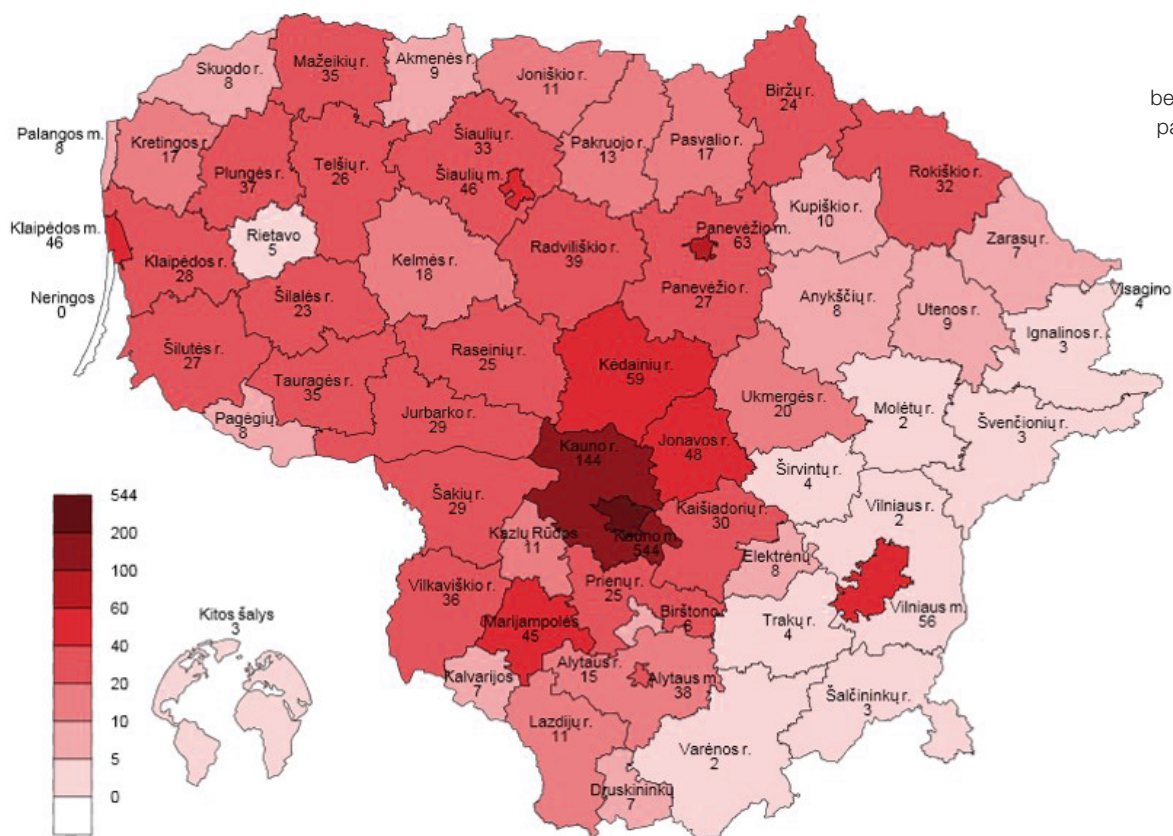 Skuodo r.
8
Mažeikių r.
35
Akmenės r.
9
Joniškio r.
11
Biržų r.
24
be
pa
Palangos m.
8
Kretingos r.
17
Plungės r.
37
Telšių r.
26
Šiaulių r.
33
Šiaulių m.
46
Pakruojo r.
13
Pasvalio r.
17
Rokiškio r.
32
Kupiškio r.
10
Klaipėdos m.
46
Rietavo
5
Klaipėdos r.
28
Kelmės r.
18
Radviliškio r.
39
Panevėžio m.
63
Zarasų r.
7
Neringos
0
Šilalės r.
23
Panevėžio r.
27
Anykščių r.
8
Utenos r.
9
Visagino
4
Ignalinos r.
3
Šilutės r.
27
Raseinių r.
25
Kėdainių r.
59
Tauragės r.
35
Ukmergės r.
20
Molėtų r.
2
Pagėgių
8
Jurbarko r.
29
Švenčionių r.
3
Kauno r.
144
Jonavos r.
48
Širvintų r.
4
544
200
100
60
40
20
10
5
0
Šakių r.
29
Kaišiadorių r.
30
Vilniaus r.
2
Kazlų Rūdos
11
Kauno m.
544
Elektrėnų
8
Vilkaviškio r.
36
Prienų r.
25
Birštono
6
Vilniaus m.
56
Kitos šalys
3
Marijampolės
45
Trakų r.
4
Kalvarijos
7
Alytaus r.
15
Alytaus m.
38
Šalčininkų r.
3
Lazdijų r.
11
Varėnos r.
2
Druskininkų
7